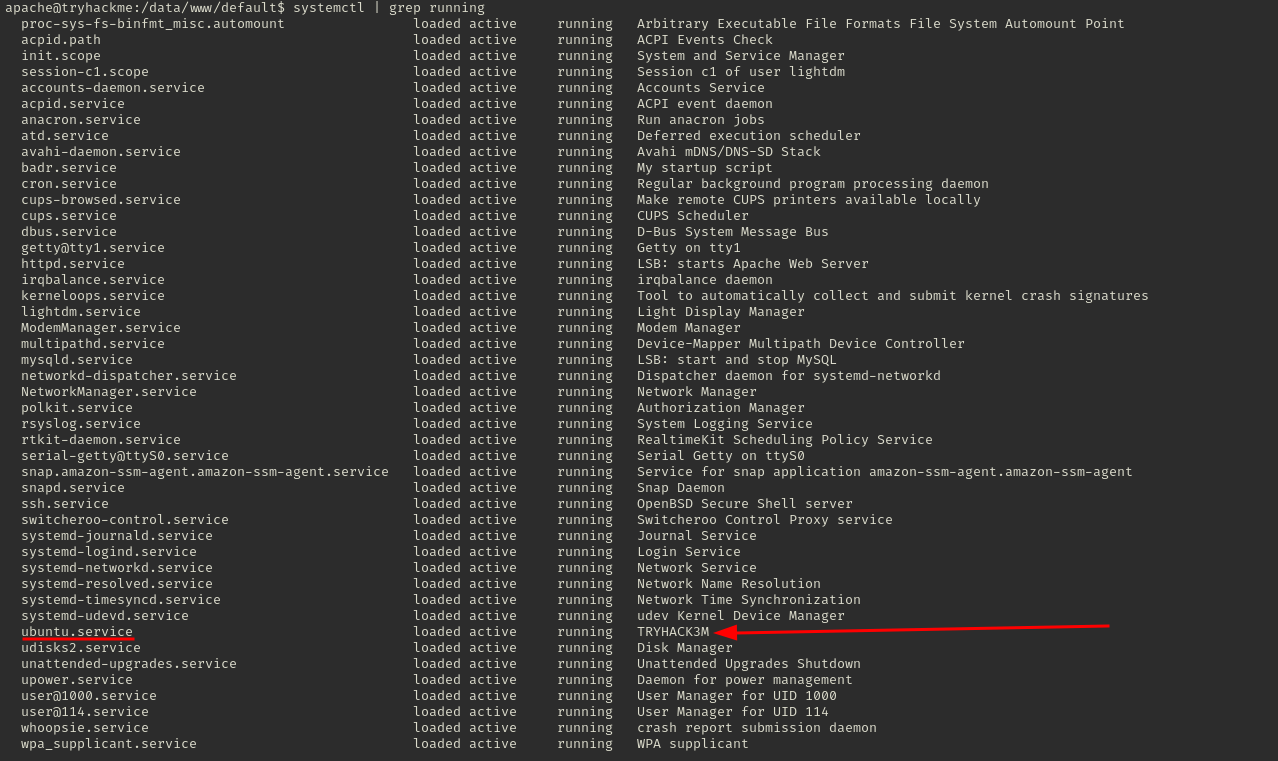 apache@tryhackme:/data/www/default$ systemctl | grep running
proc-sys-fs-binfmt_misc.automount loaded active running Arbitrary Executable File Formats File System Automount Point
acpid.path loaded active running ACPI Events Check
init.scope loaded active running System and Service Manager
session-c1.scope loaded active running Session c1 of user lightdm
accounts-daemon.service loaded active running Accounts Service
acpid.service loaded active running ACPI event daemon
anacron.service loaded active running Run anacron jobs
atd.service loaded active running Deferred execution scheduler
avahi-daemon.service loaded active running Avahi mDNS/DNS-SD Stack
badr.service loaded active running My startup script
cron.service loaded active running Regular background program processing daemon
cups-browsed.service loaded active running Make remote CUPS printers available locally
cups.service loaded active running CUPS Scheduler
dbus.service loaded active running D-Bus System Message Bus
getty@tty1.service loaded active running Getty on tty1
httpd.service loaded active running LSB: starts Apache Web Server
irqbalance.service loaded active running irqbalance daemon
kerneloops.service loaded active running Tool to automatically collect and submit kernel crash signatures
lightdm.service loaded active running Light Display Manager
ModemManager.service loaded active running Modem Manager
multipathd.service loaded active running Device-Mapper Multipath Device Controller
mysqld.service loaded active running LSB: start and stop MySQL
networkd-dispatcher.service loaded active running Dispatcher daemon for systemd-networkd
NetworkManager.service loaded active running Network Manager
polkit.service loaded active running Authorization Manager
rsyslog.service loaded active running System Logging Service
rtkit-daemon.service loaded active running RealtimeKit Scheduling Policy Service
serial-getty@ttyS0.service loaded active running Serial Getty on ttyS0
snap.amazon-ssm-agent.amazon-ssm-agent.service loaded active running Service for snap application amazon-ssm-agent.amazon-ssm-agent
snapd.service loaded active running Snap Daemon
ssh.service loaded active running OpenBSD Secure Shell server
switcheroo-control.service loaded active running Switcheroo Control Proxy service
systemd-journald.service loaded active running Journal Service
systemd-logind.service loaded active running Login Service
systemd-networkd.service loaded active running Network Service
systemd-resolved.service loaded active running Network Name Resolution
systemd-timesyncd.service loaded active running Network Time Synchronization
systemd-udevd.service loaded active running udev Kernel Device Manager
ubuntu.service loaded active running TRYHACK3M
udisks2.service loaded active running Disk Manager
unattended-upgrades.service loaded active running Unattended Upgrades Shutdown
upower.service loaded active running Daemon for power management
user@1000.service loaded active running User Manager for UID 1000
user@114.service loaded active running User Manager for UID 114
whoopsie.service loaded active running crash report submission daemon
wpa_supplicant.service loaded active running WPA supplicant